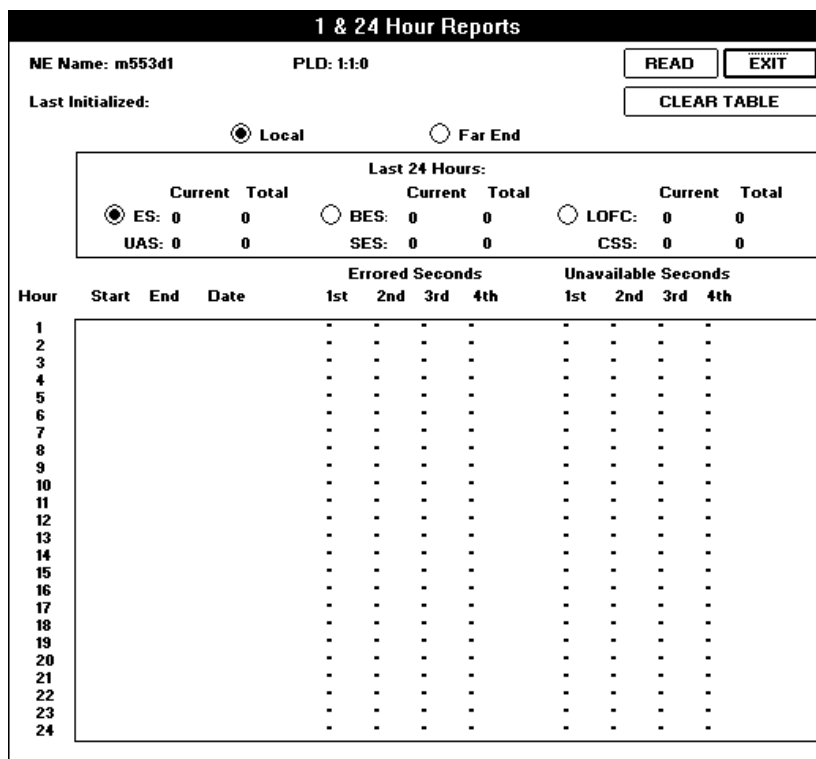 1 & 24 Hour Reports
NE Name: m553d1 PLD: 1:1:0 READ EXIT
Last Initialized: CLEAR TABLE
Local Far End
Last 24 Hours:
Current Total Current Total Current Total
ES: 0 0 BES: 0 0 LOFC: 0 0
UAS: 0 0 SES: 0 0 CSS: 0 0
Errored Seconds Unavailable Seconds
Hour Start End Date 1st 2nd 3rd 4th 1st 2nd 3rd 4th
1 - - - - - - - -
2 - - - - - - - -
3 - - - - - - - -
4 - - - - - - - -
5 - - - - - - - -
6 - - - - - - - -
7 - - - - - - - -
8 - - - - - - - -
9 - - - - - - - -
10 - - - - - - - -
11 - - - - - - - -
12 - - - - - - - -
13 - - - - - - - -
14 - - - - - - - -
15 - - - - - - - -
16 - - - - - - - -
17 - - - - - - - -
18 - - - - - - - -
19 - - - - - - - -
20 - - - - - - - -
21 - - - - - - - -
22 - - - - - - - -
23 - - - - - - - -
24 - - - - - - - -